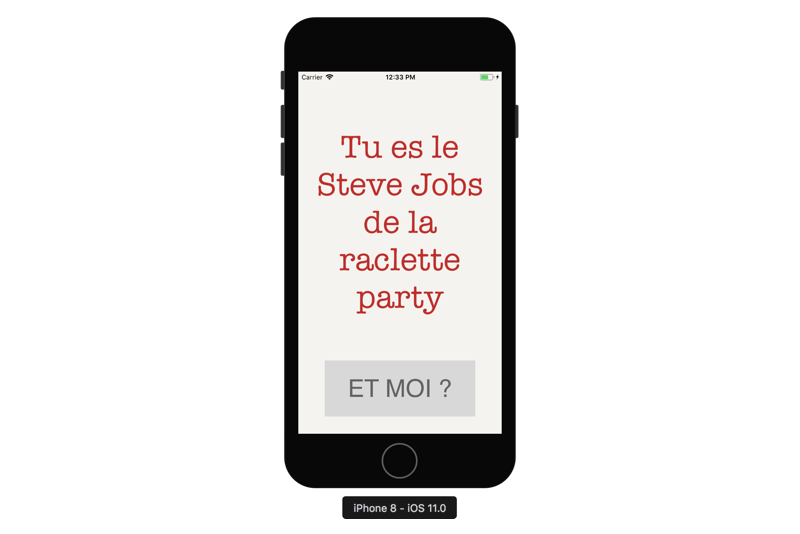 Carrier 12:33 PM
Tu es le
Steve Jobs
de la
raclette
party
ET MOI ?
iPhone 8 - iOS 11.0